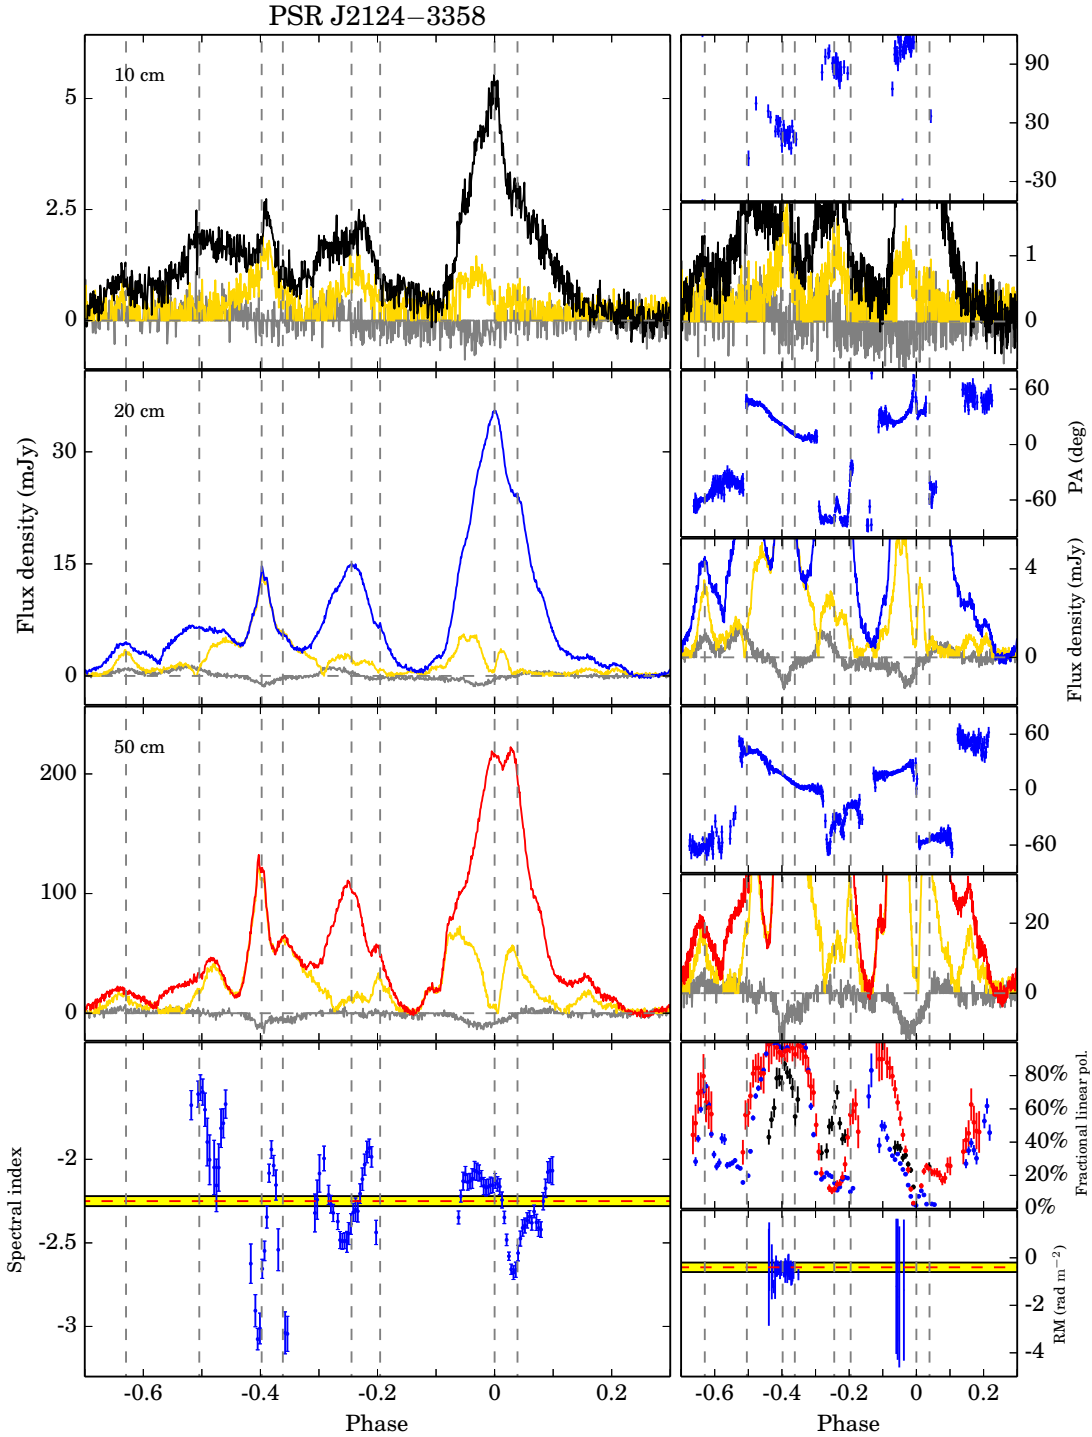 PSR J2124−3358
10 cm
5
2.5
0
90
30
-30
1
0
20 cm
30
15
0
60
0
-60
PA (deg)
4
0
Flux density (mJy)
Flux density (mJy)
50 cm
200
100
0
60
0
-60
20
0
Spectral index
-2
-2.5
-3
80%
60%
40%
20%
0%
Fractional linear pol.
0
-2
-4
RM (rad m−2)
-0.6 -0.4 -0.2 0 0.2
Phase
-0.6 -0.4 -0.2 0 0.2
Phase